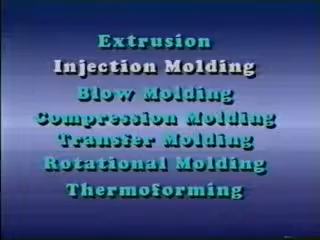 Extrusion
Injection Molding
Blow Molding
Compression Molding
Transfer Molding
Rotational Molding
Thermoforming